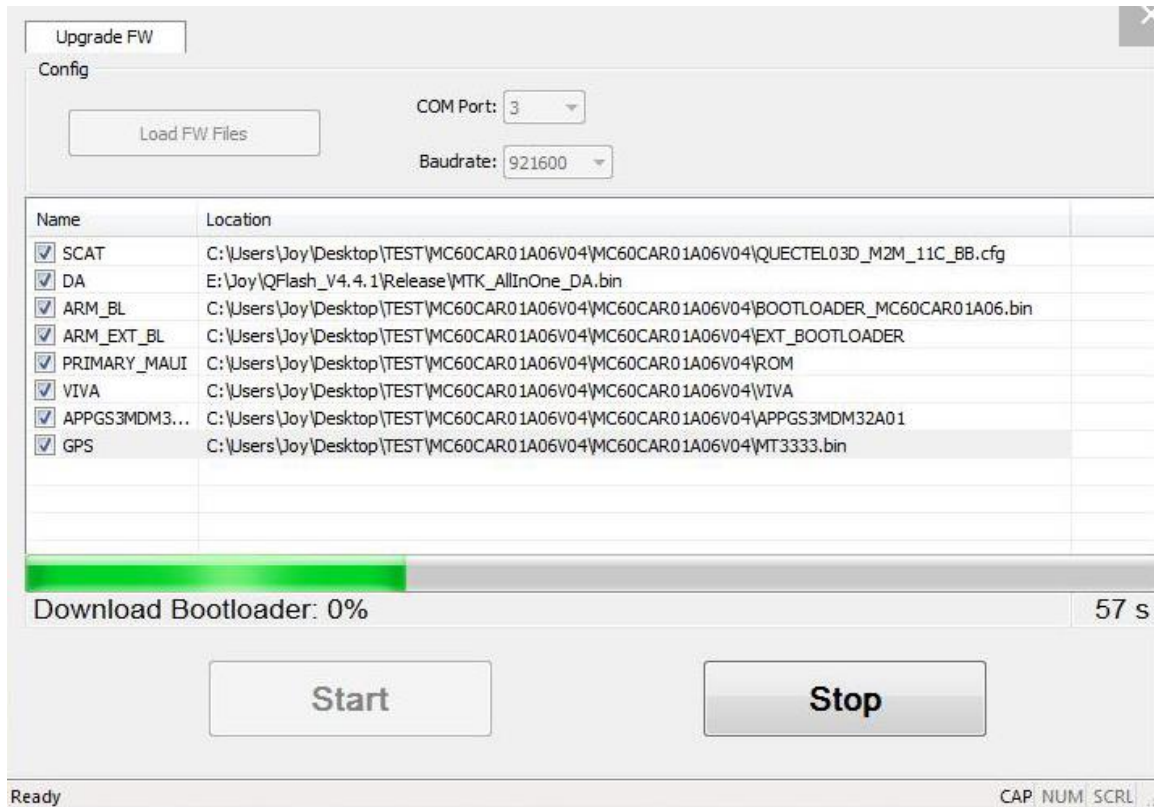 Upgrade FW
Config
Load FW Files
COM Port: 3
Baudrate: 921600
Name Location
SCAT C:\Users\Joy\Desktop\TEST\MC60CAR01A06V04\MC60CAR01A06V04\QUECTEL03D_M2M_11C_BB.cfg
DA E:\Joy\QFlash_V4.4.1\Release\MTK_AllInOne_DA.bin
ARM_BL C:\Users\Joy\Desktop\TEST\MC60CAR01A06V04\MC60CAR01A06V04\BOOTLOADER_MC60CAR01A06.bin
ARM_EXT_BL C:\Users\Joy\Desktop\TEST\MC60CAR01A06V04\MC60CAR01A06V04\EXT_BOOTLOADER
PRIMARY_MAUI C:\Users\Joy\Desktop\TEST\MC60CAR01A06V04\MC60CAR01A06V04\ROM
VIVA C:\Users\Joy\Desktop\TEST\MC60CAR01A06V04\MC60CAR01A06V04\VIVA
APPGS3MDM3... C:\Users\Joy\Desktop\TEST\MC60CAR01A06V04\MC60CAR01A06V04\APPGS3MDM32A01
GPS C:\Users\Joy\Desktop\TEST\MC60CAR01A06V04\MC60CAR01A06V04\MT3333.bin
Download Bootloader: 0% 57 s
Start Stop
Ready CAP NUM SCRL